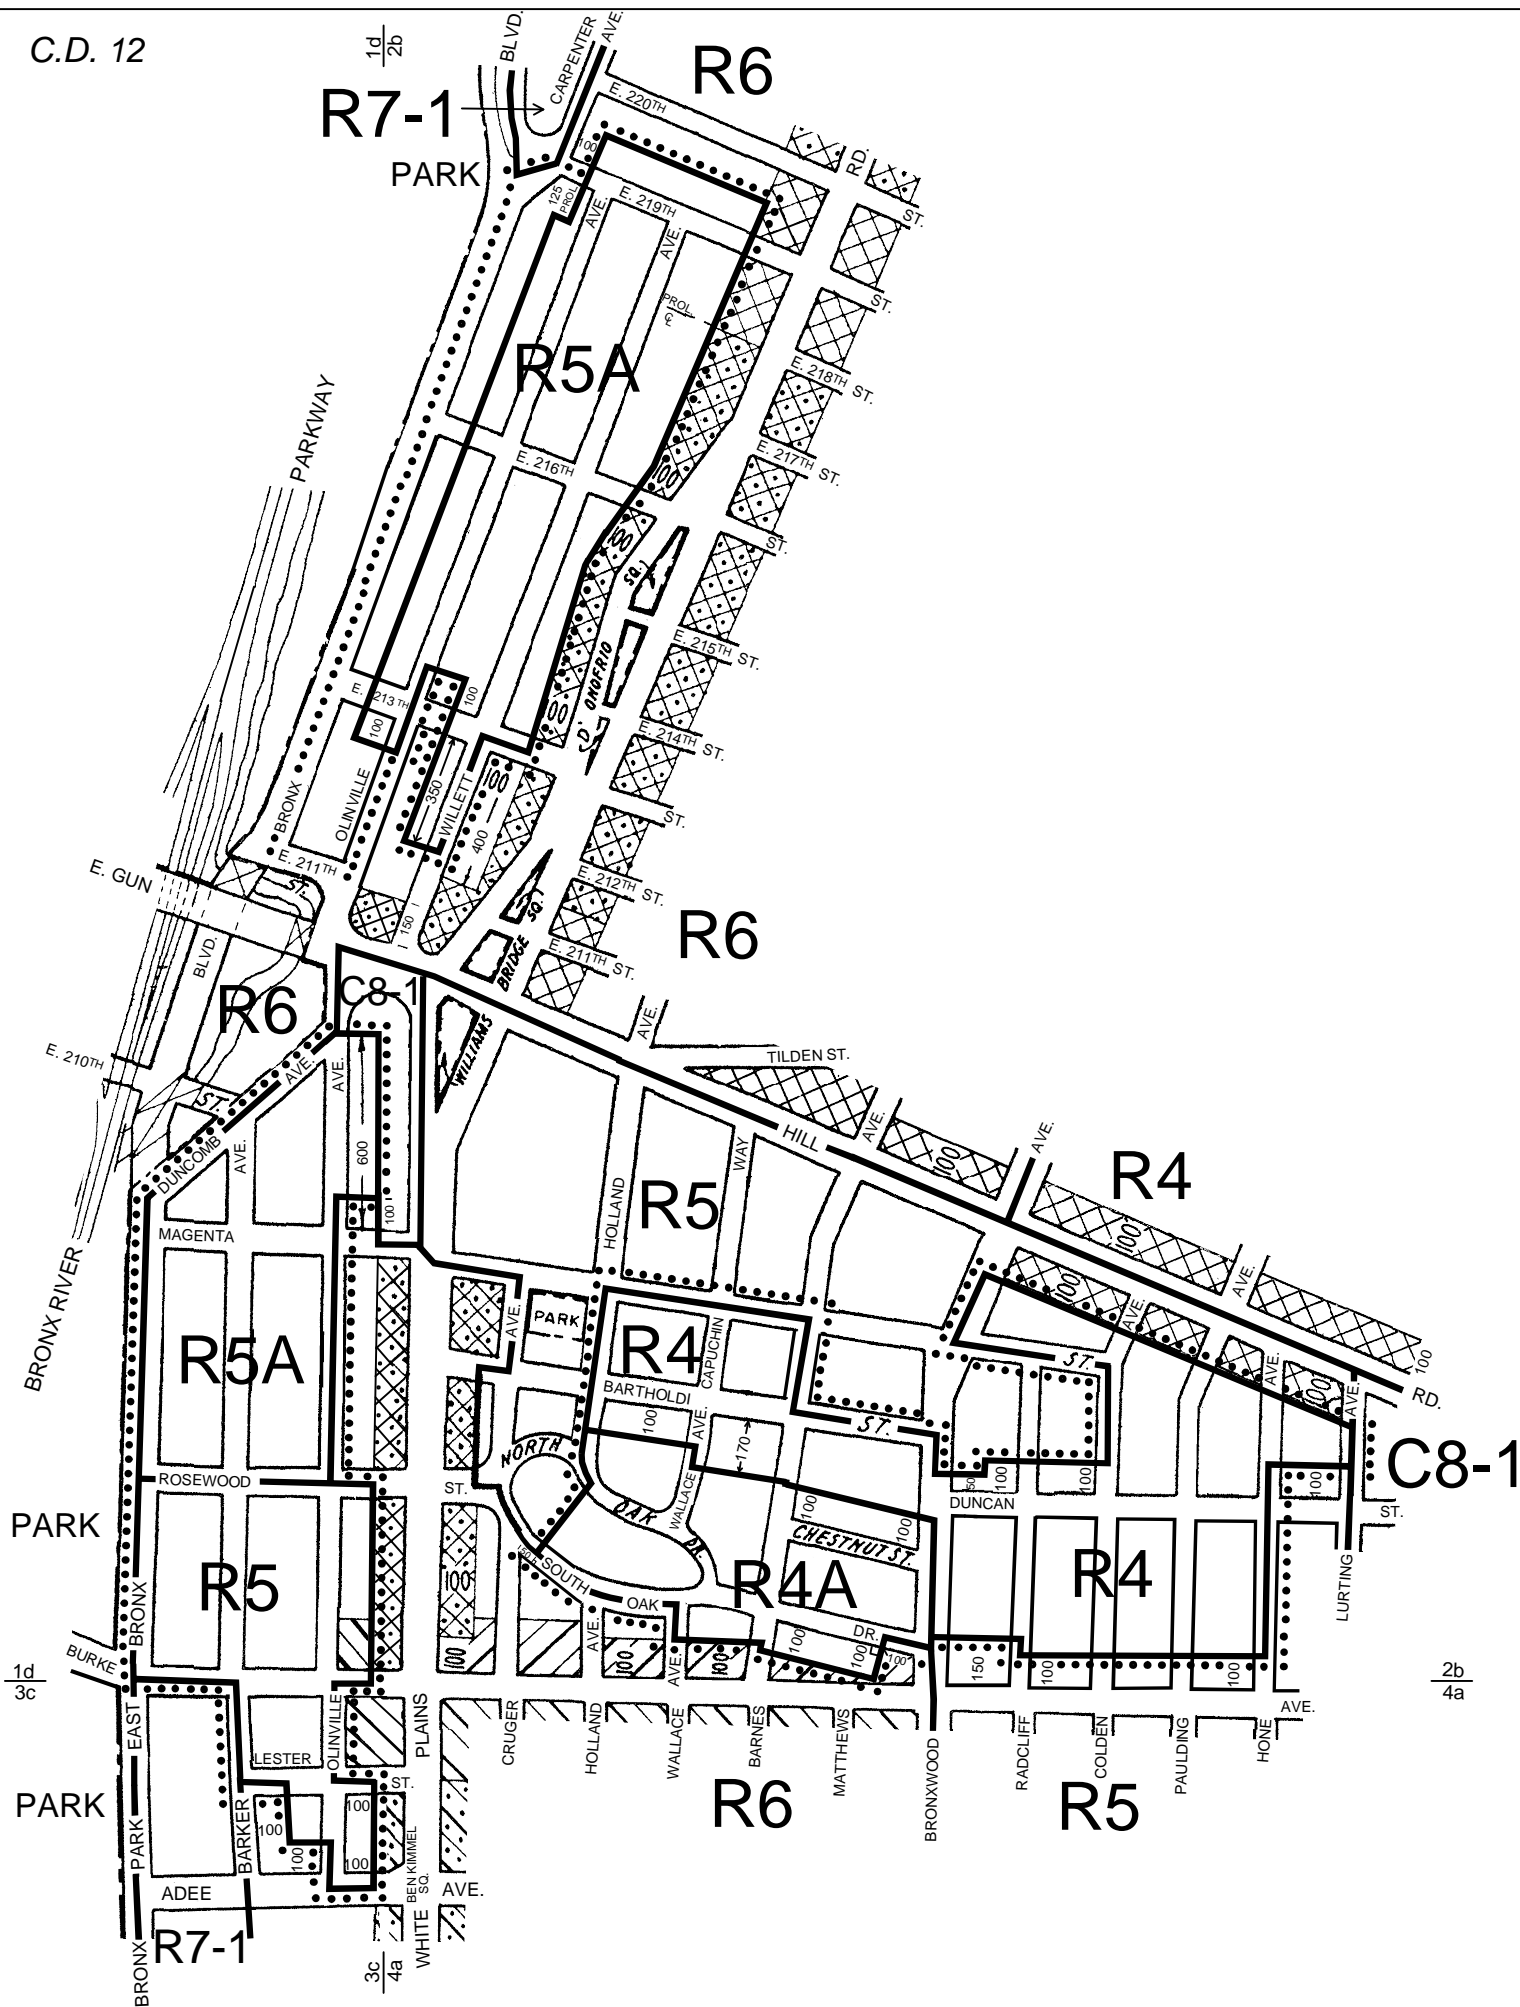 C.D. 12
1d
2b
BLVD.
CARPENTER
AVE.
R6
R7-1
PARK
E. 220TH
RD.
ST.
100
125
PROL.
AVE.
E. 219TH
AVE.
ST.
PROL.
℄
R5A
E. 218TH ST.
PARKWAY
E. 217TH ST.
E. 216TH
100
ST.
100
SQ.
E. 215TH ST.
D' ONOFRIO
E. 213TH
100
100
100
E. 214TH ST.
BRONX
OLINVILLE
350
WILLETT
100
400
ST.
E. 211TH
ST.
E. GUN
E. 212TH ST.
150
BRIDGE SQ.
R6
E. 211TH ST.
BLVD.
C8-1
R6
WILLIAMS
AVE.
E. 210TH
ST.
AVE.
AVE.
TILDEN ST.
DUNCOMB
AVE.
600
HILL
AVE.
AVE.
100
WAY
R4
HOLLAND
R5
100
MAGENTA
100
100
AVE.
BRONX RIVER
AVE.
PARK
CAPUCHIN
R4
AVE.
ST.
AVE.
100
100
AVE.
RD.
R5A
BARTHOLDI
100
AVE.
ST.
170
NORTH
C8-1
ROSEWOOD
ST.
OAK
DR.
WALLACE
100
100
50
100
100
100
DUNCAN
ST.
PARK
CHESTNUT ST.
R5
100
150
SOUTH
OAK
R4A
R4
LURTING
BRONX
BURKE
AVE.
DR.
100
100
100
100
AVE.
100
100
150
100
100
1d
3c
2b
4a
EAST
OLINVILLE
PLAINS
CRUGER
HOLLAND
WALLACE
BARNES
MATTHEWS
BRONXWOOD
RADCLIFF
COLDEN
PAULDING
HONE
AVE.
LESTER
ST.
R6
R5
PARK
PARK
BARKER
100
100
100
100
BEN KIMMEL
SQ.
ADEE
AVE.
R7-1
WHITE
BRONX
3c
4a